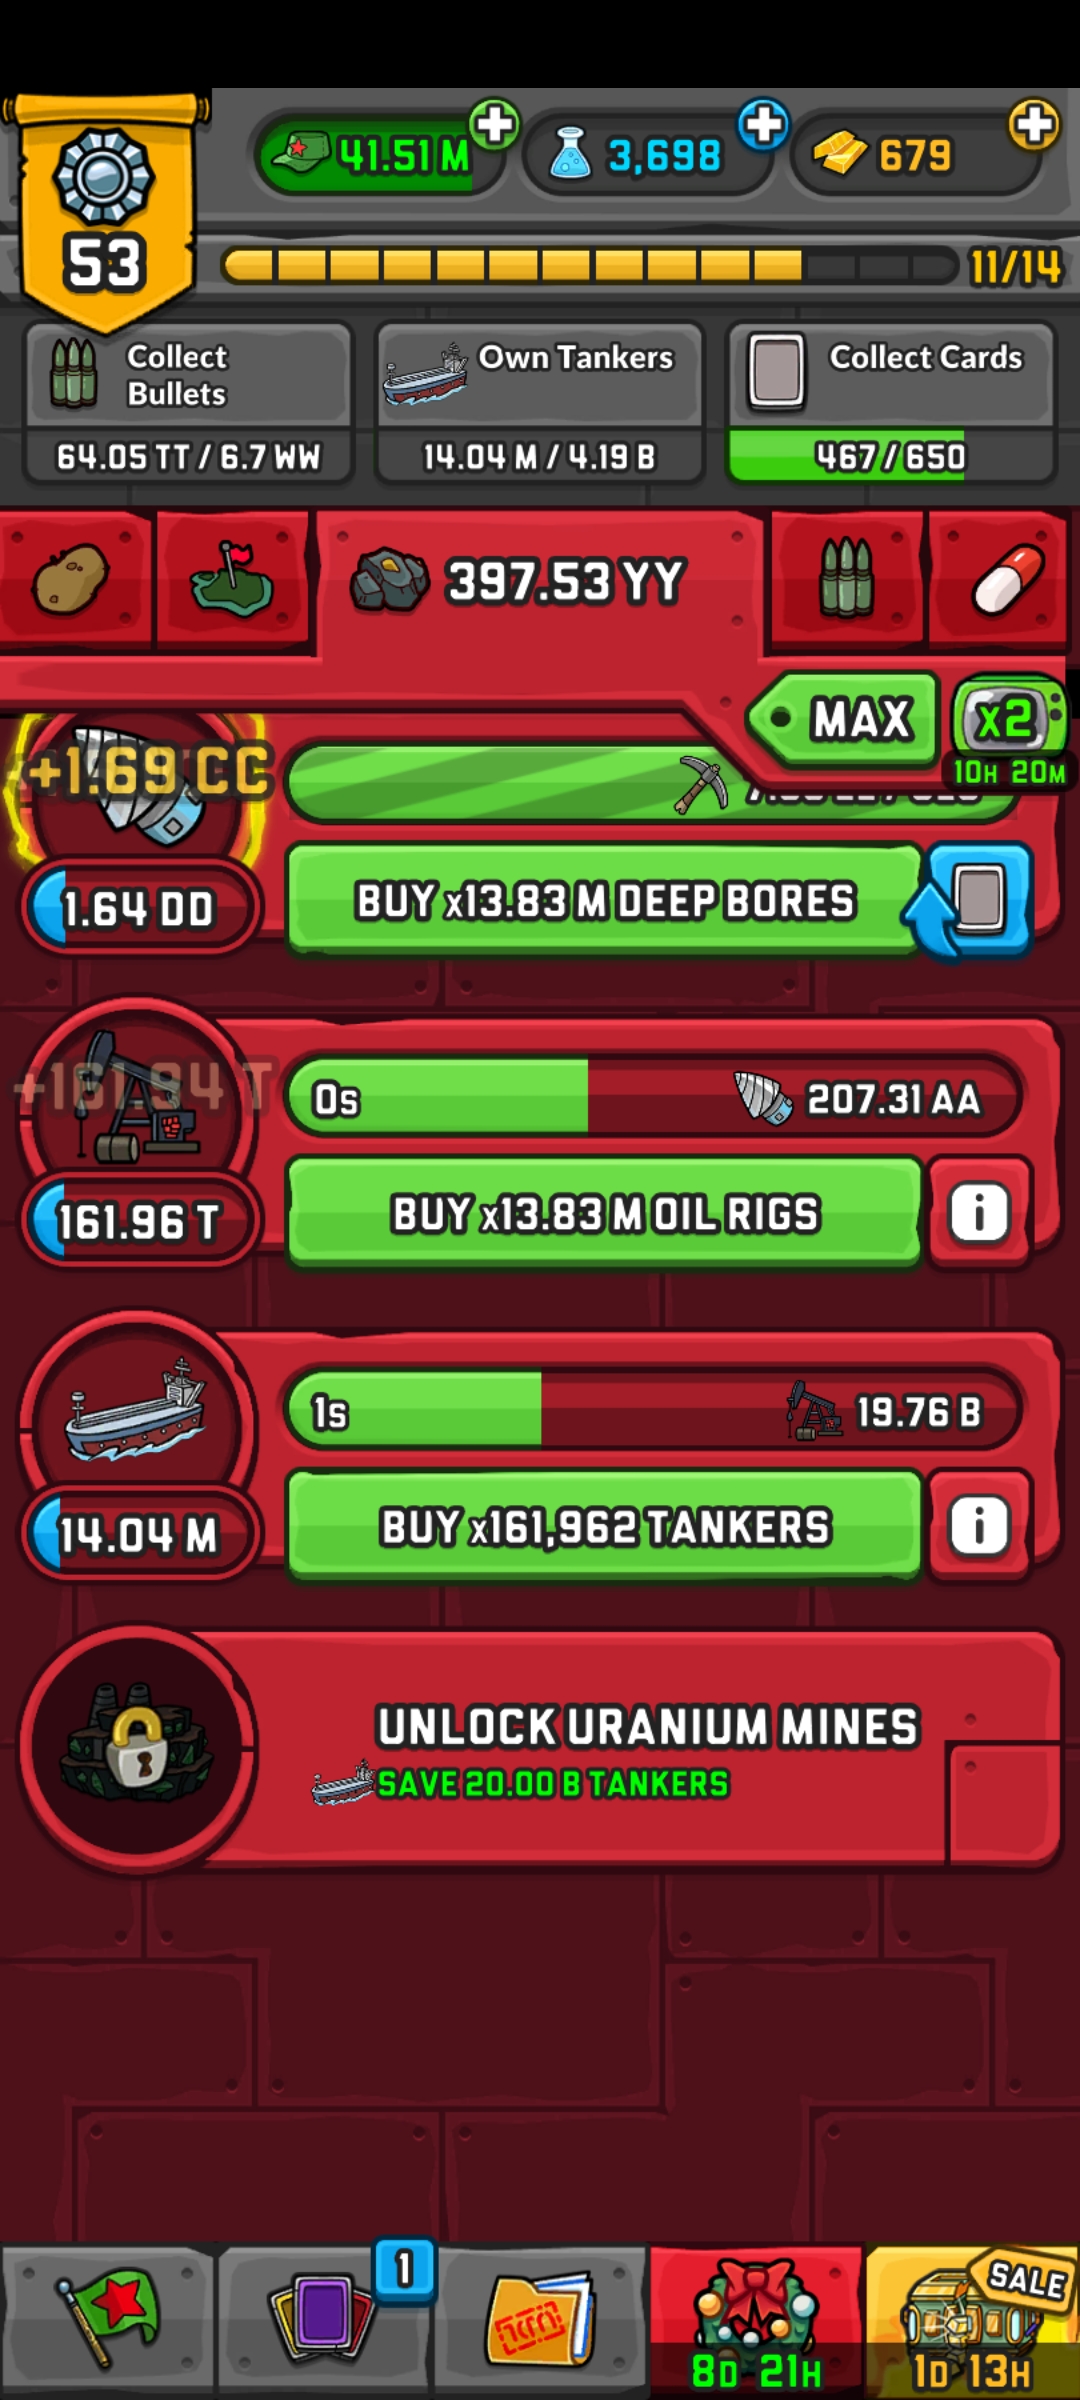 41.51 M
3,698
679
53
11/14
Collect
Bullets
Own Tankers
Collect Cards
64.05 TT / 6.7 WW
14.04 M / 4.19 B
467 / 650
397.53 YY
MAX
x2
10H 20M
+1.69 CC
1.64 DD
BUY x13.83 M DEEP BORES
+161.94 T
0s
207.31 AA
161.96 T
BUY x13.83 M OIL RIGS
i
1s
19.76 B
14.04 M
BUY x161,962 TANKERS
i
UNLOCK URANIUM MINES
SAVE 20.00 B TANKERS
1
SALE
8D 21H
1D 13H